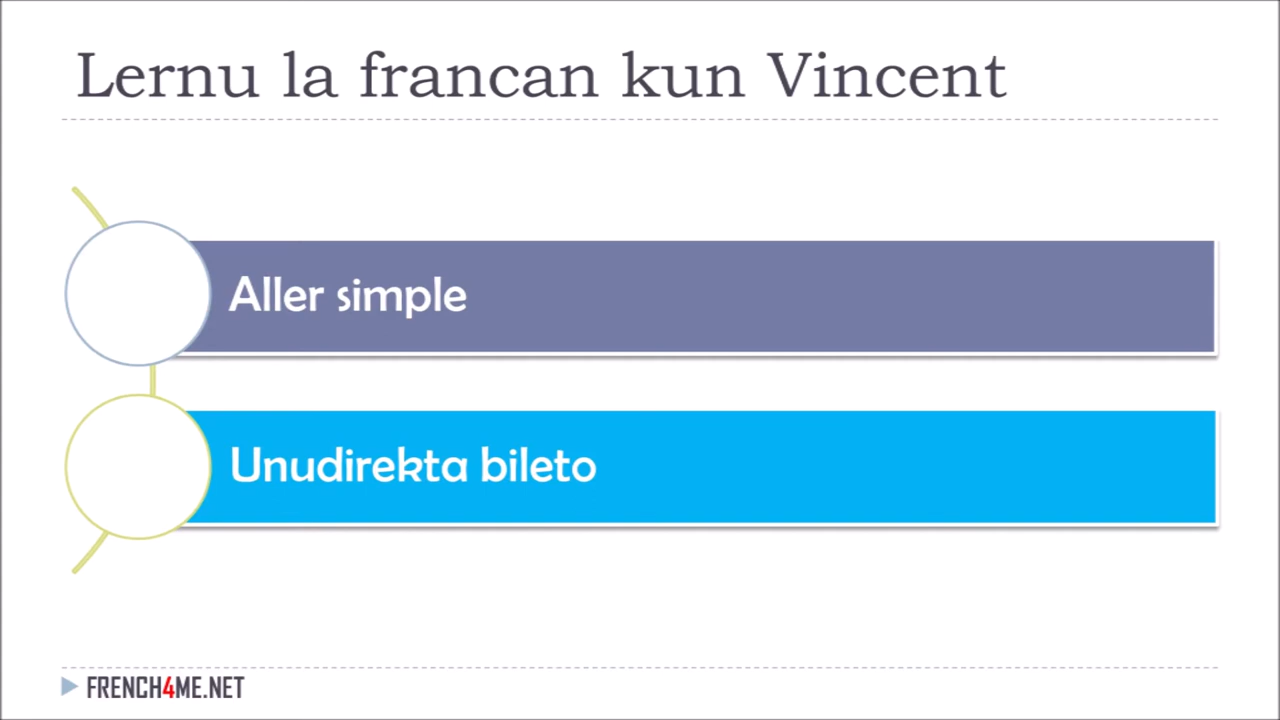 Lernu la francan kun Vincent
Aller simple
Unudirekta bileto
FRENCH4ME.NET